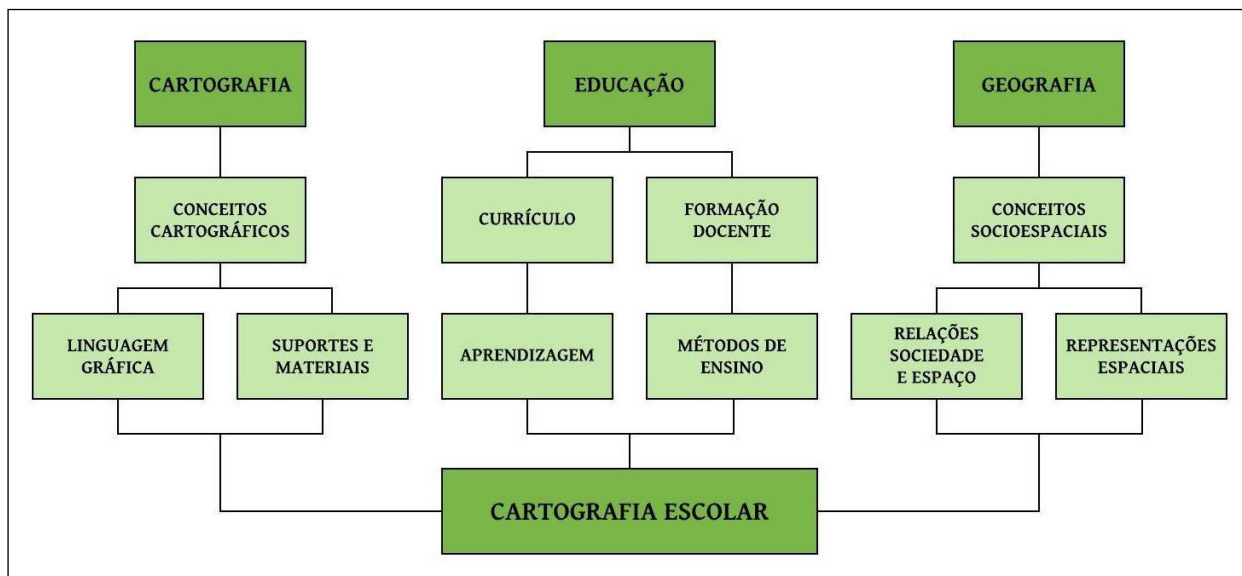 CARTOGRAFIA
EDUCAÇÃO
GEOGRAFIA
CONCEITOS
CARTOGRÁFICOS
CURRÍCULO
FORMAÇÃO
DOCENTE
CONCEITOS
SOCIOESPACIAIS
LINGUAGEM
GRÁFICA
SUPORTES E
MATERIAIS
APRENDIZAGEM
MÉTODOS DE
ENSINO
RELAÇÕES
SOCIEDADE
E ESPAÇO
REPRESENTAÇÕES
ESPACIAIS
CARTOGRAFIA ESCOLAR